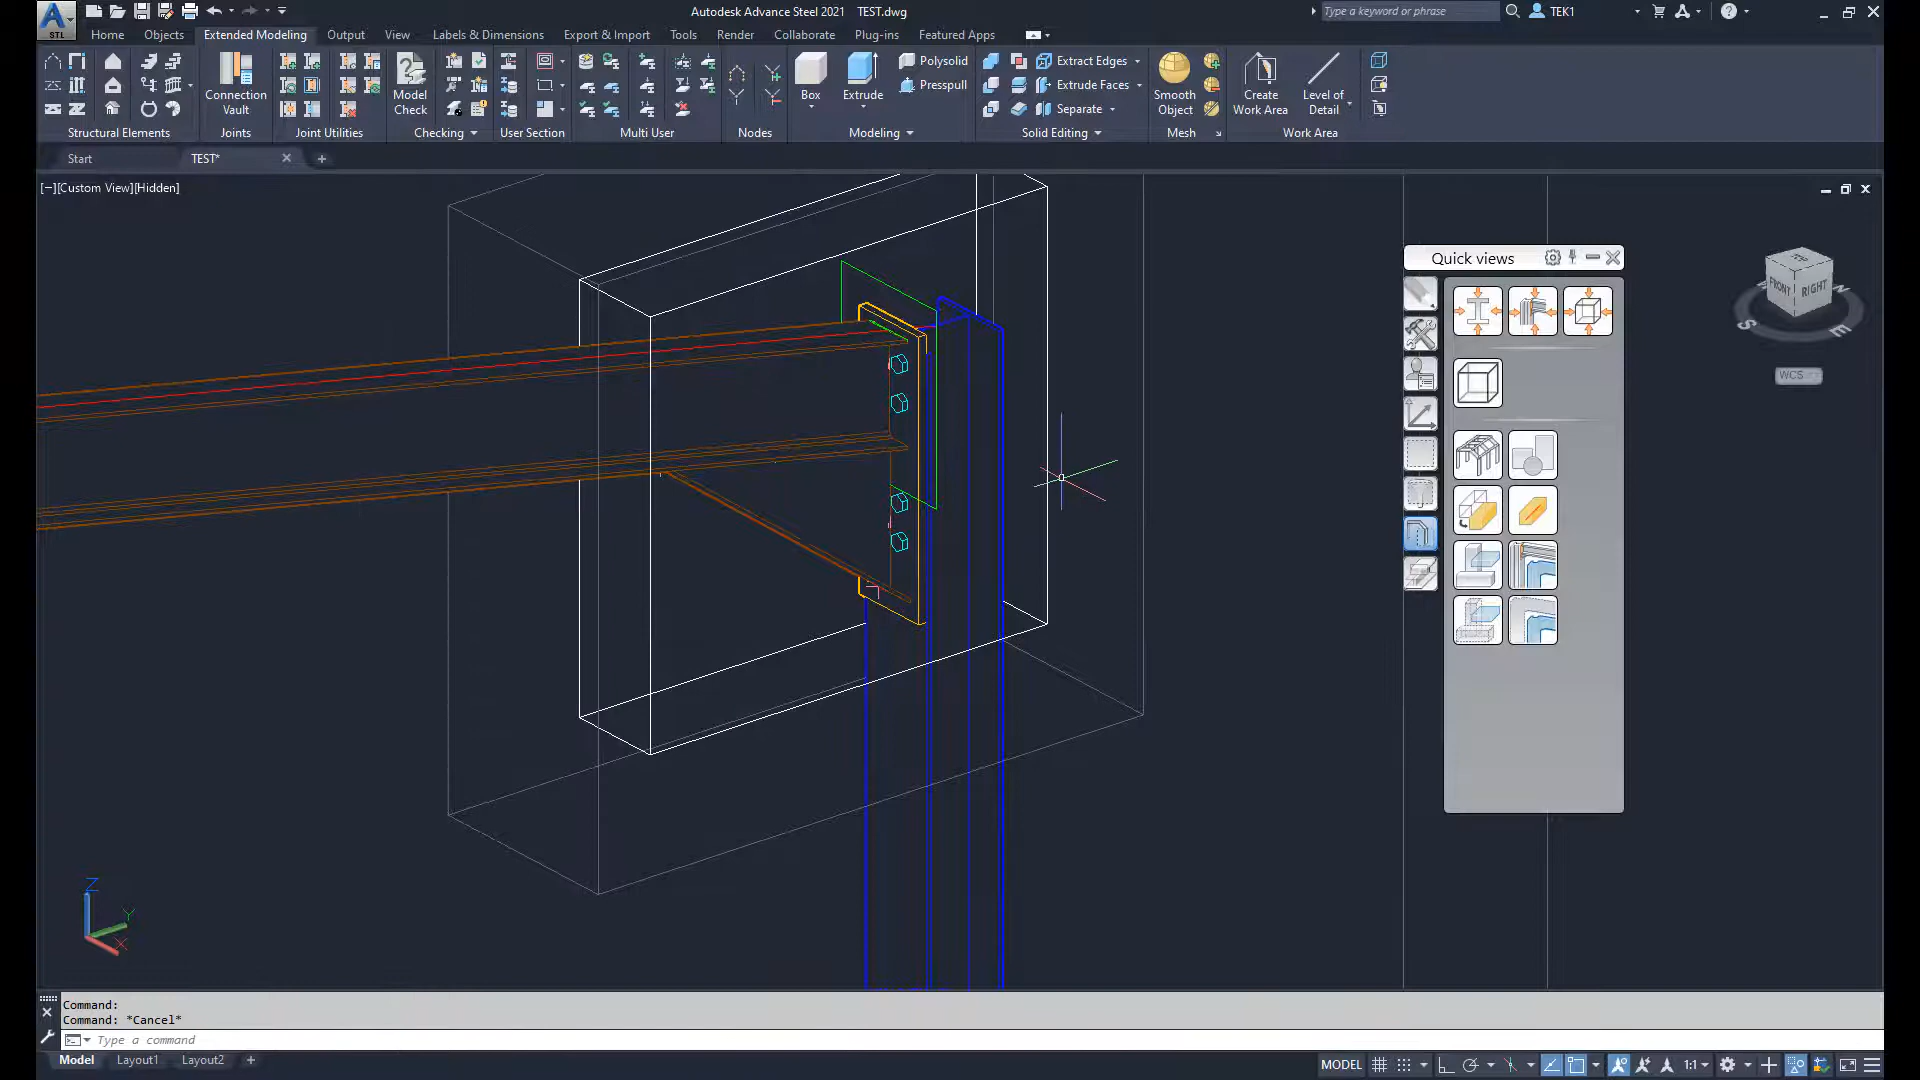 Autodesk Advance Steel 2021 TEST.dwg
Type a keyword or phrase
TEK1
STL
Home Objects Extended Modeling Output View Labels & Dimensions Export & Import Tools Render Collaborate Plug-ins Featured Apps
Connection Vault
Model Check
Box
Extrude
Polysolid
Presspull
Extract Edges
Extrude Faces
Separate
Smooth Object
Create Work Area
Level of Detail
Structural Elements Joints Joint Utilities Checking User Section Multi User Nodes Modeling Solid Editing Mesh Work Area
Start TEST*
[−][Custom View][Hidden]
Quick views
TOP
FRONT RIGHT
S E
WCS
Z
Y
X
Command:
Command: *Cancel*
Type a command
Model Layout1 Layout2
MODEL 1:1